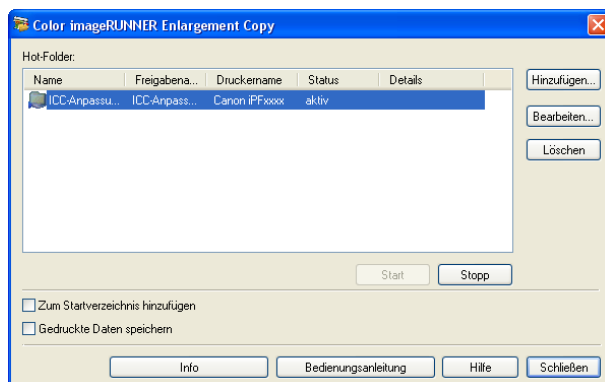 Color imageRUNNER Enlargement Copy
Hot-Folder:
Name Freigabena... Druckername Status Details
ICC-Anpassu... ICC-Anpass... Canon iPFxxxx aktiv
Hinzufügen...
Bearbeiten...
Löschen
Start Stopp
Zum Startverzeichnis hinzufügen
Gedruckte Daten speichern
Info Bedienungsanleitung Hilfe Schließen